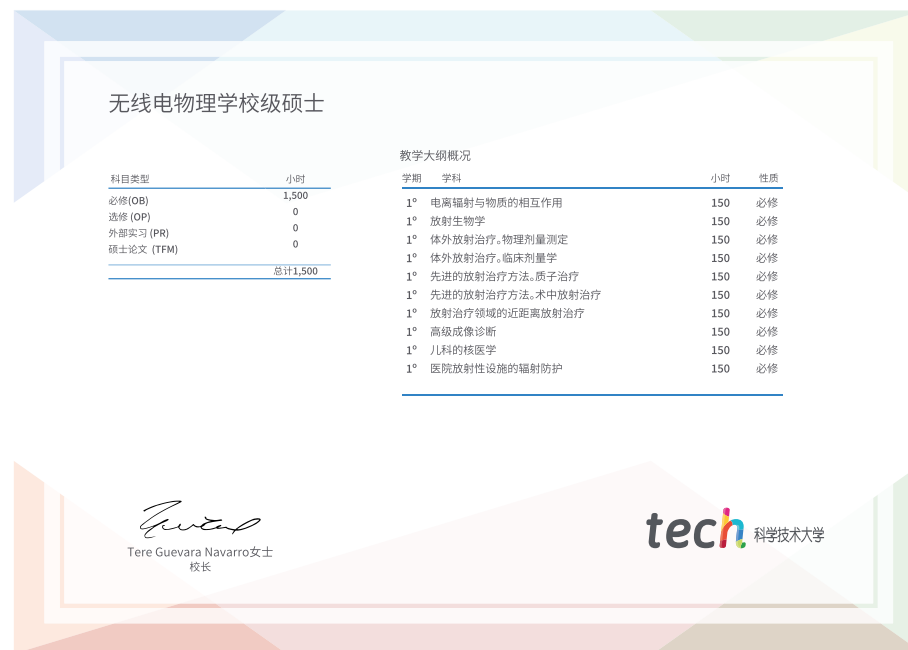 无线电物理学校级硕士
科目类型 小时
必修(OB) 1,500
选修 (OP) 0
外部实习 (PR) 0
硕士论文 (TFM) 0
总计1,500
教学大纲概况
学期 学科 小时 性质
1º 电离辐射与物质的相互作用 150 必修
1º 放射生物学 150 必修
1º 体外放射治疗。物理剂量测定 150 必修
1º 体外放射治疗。临床剂量学 150 必修
1º 先进的放射治疗方法。质子治疗 150 必修
1º 先进的放射治疗方法。术中放射治疗 150 必修
1º 放射治疗领域的近距离放射治疗 150 必修
1º 高级成像诊断 150 必修
1º 儿科的核医学 150 必修
1º 医院放射性设施的辐射防护 150 必修
Tere Guevara Navarro女士
校长
tech 科学技术大学